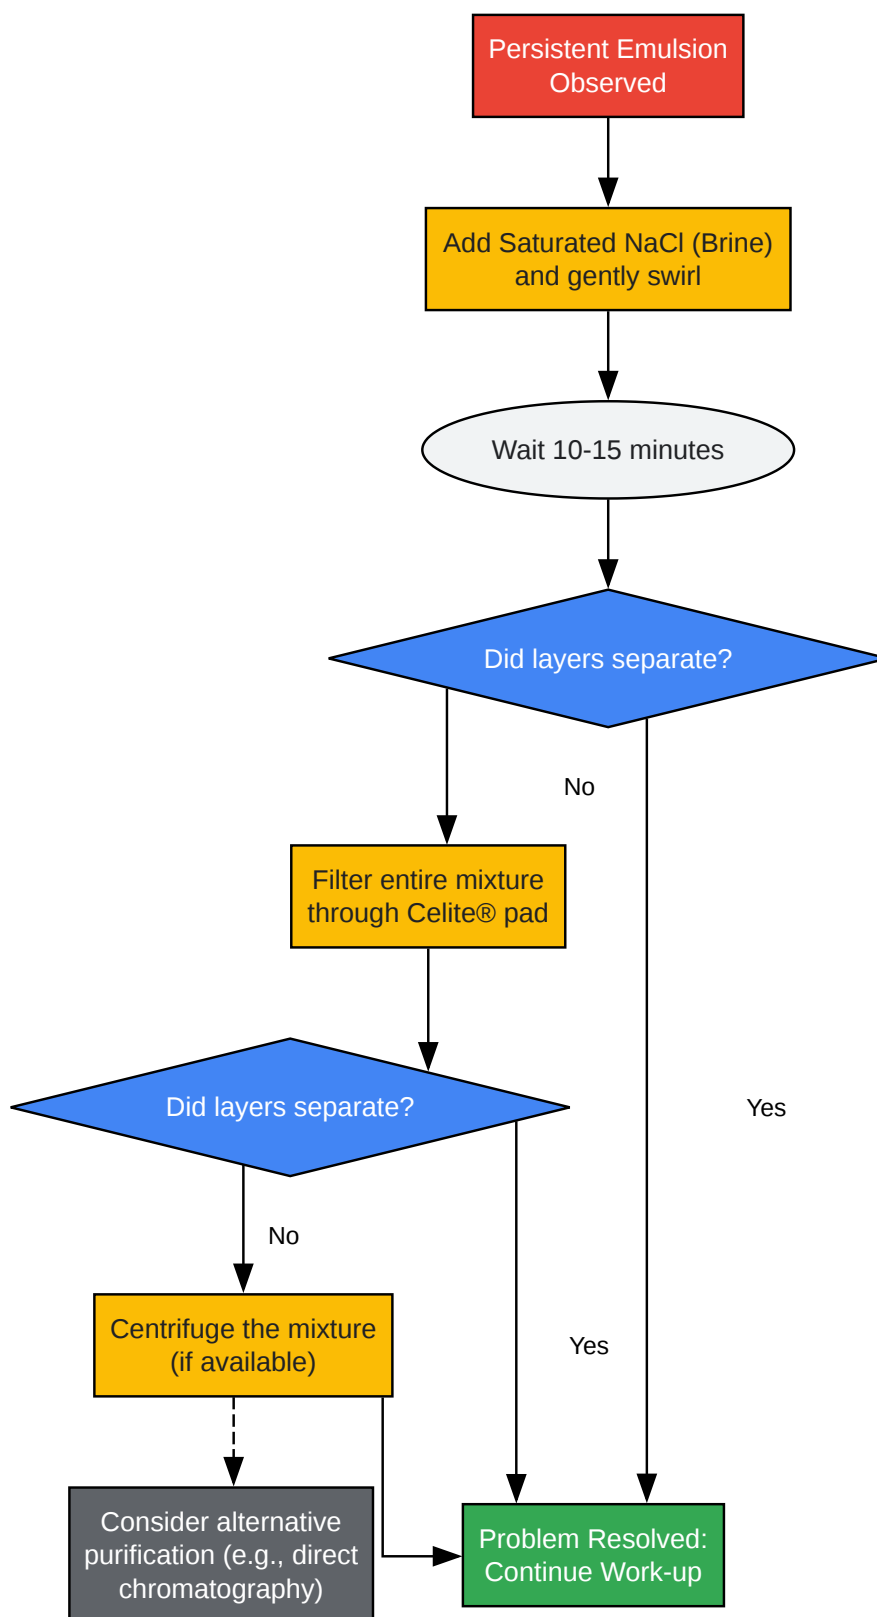 Persistent Emulsion
Observed
Add Saturated NaCl (Brine)
and gently swirl
Wait 10-15 minutes
Did layers separate?
No
Filter entire mixture
through Celite® pad
Did layers separate?
Yes
No
Centrifuge the mixture
(if available)
Yes
Consider alternative
purification (e.g., direct
chromatography)
Problem Resolved:
Continue Work-up